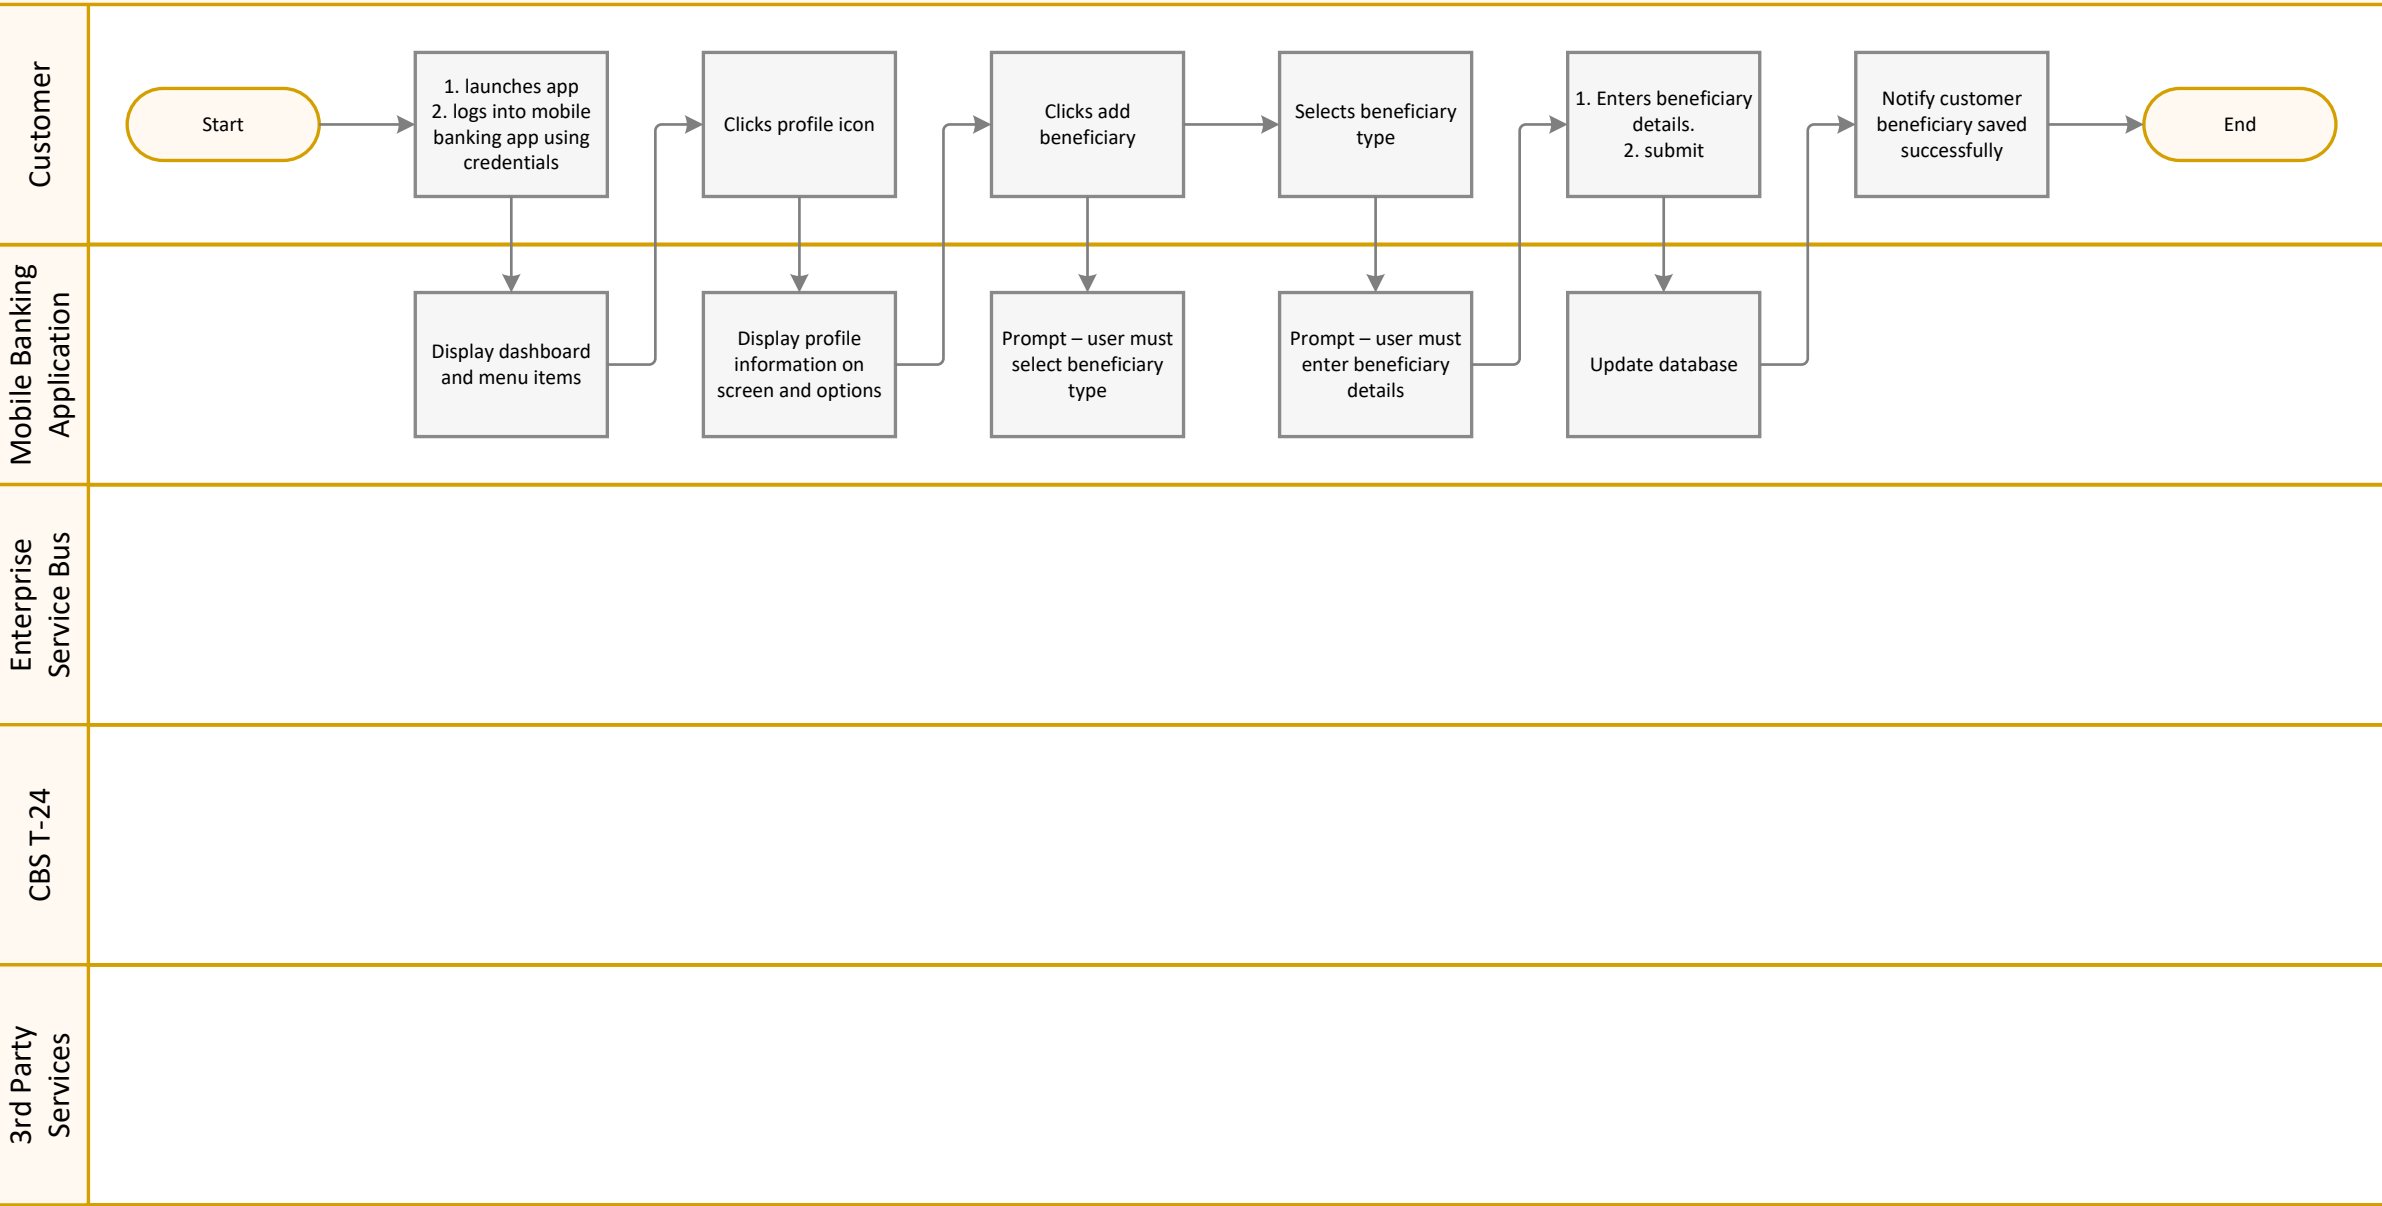 Customer
Start
1. launches app
2. logs into mobile
banking app using
credentials
Clicks profile icon
Clicks add
beneficiary
Selects beneficiary
type
1. Enters beneficiary
details.
2. submit
Notify customer
beneficiary saved
successfully
End
Mobile Banking
Application
Display dashboard
and menu items
Display profile
information on
screen and options
Prompt – user must
select beneficiary
type
Prompt – user must
enter beneficiary
details
Update database
Enterprise
Service Bus
CBS T-24
3rd Party
Services